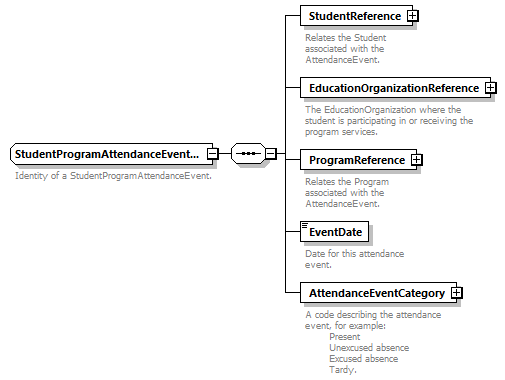 StudentReference
Relates the Student
associated with the
AttendanceEvent.
EducationOrganizationReference
The EducationOrganization where the
student is participating in or receiving the
program services.
StudentProgramAttendanceEvent...
Identity of a StudentProgramAttendanceEvent.
ProgramReference
Relates the Program
associated with the
AttendanceEvent.
EventDate
Date for this attendance
event.
AttendanceEventCategory
A code describing the attendance
event, for example:
Present
Unexcused absence
Excused absence
Tardy.